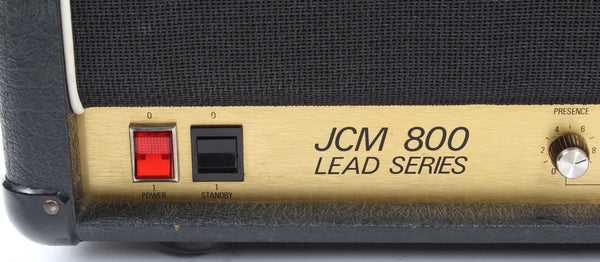 0 0
JCM 800
LEAD SERIES
1 1
POWER STANDBY
PRESENCE
4 6
2 8
0